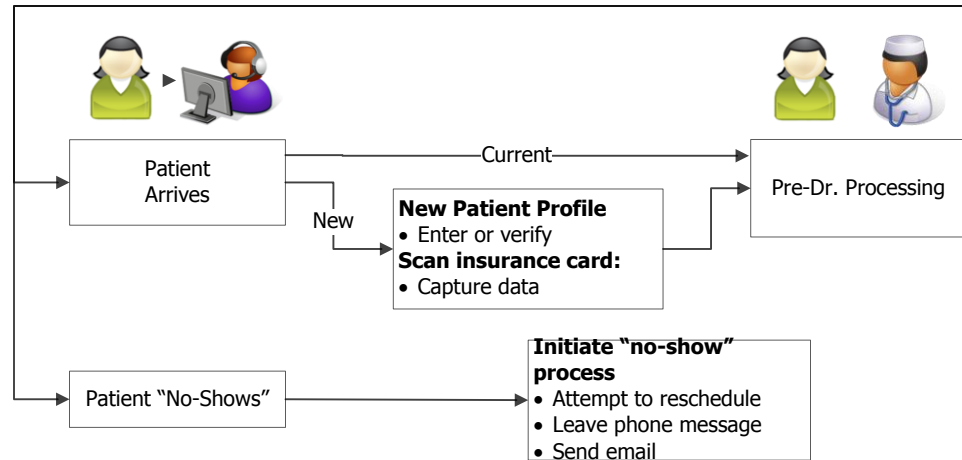 Patient
Arrives
Current
Pre-Dr. Processing
New
New Patient Profile
• Enter or verify
Scan insurance card:
• Capture data
Patient “No-Shows”
Initiate “no-show”
process
• Attempt to reschedule
• Leave phone message
• Send email